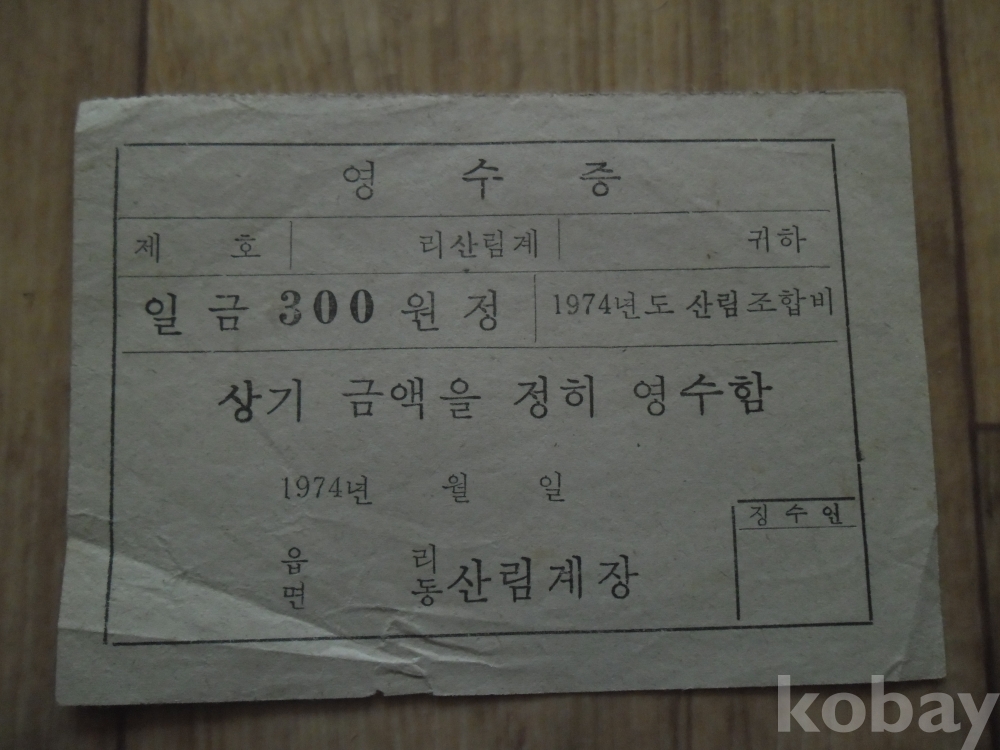 영 수 증
제 호 리산림계 귀하
일금 300 원정 1974년도 산림조합비
상기 금액을 정히 영수함
1974년 월 일
징수인
읍 리
면 동 산림계장
kobay